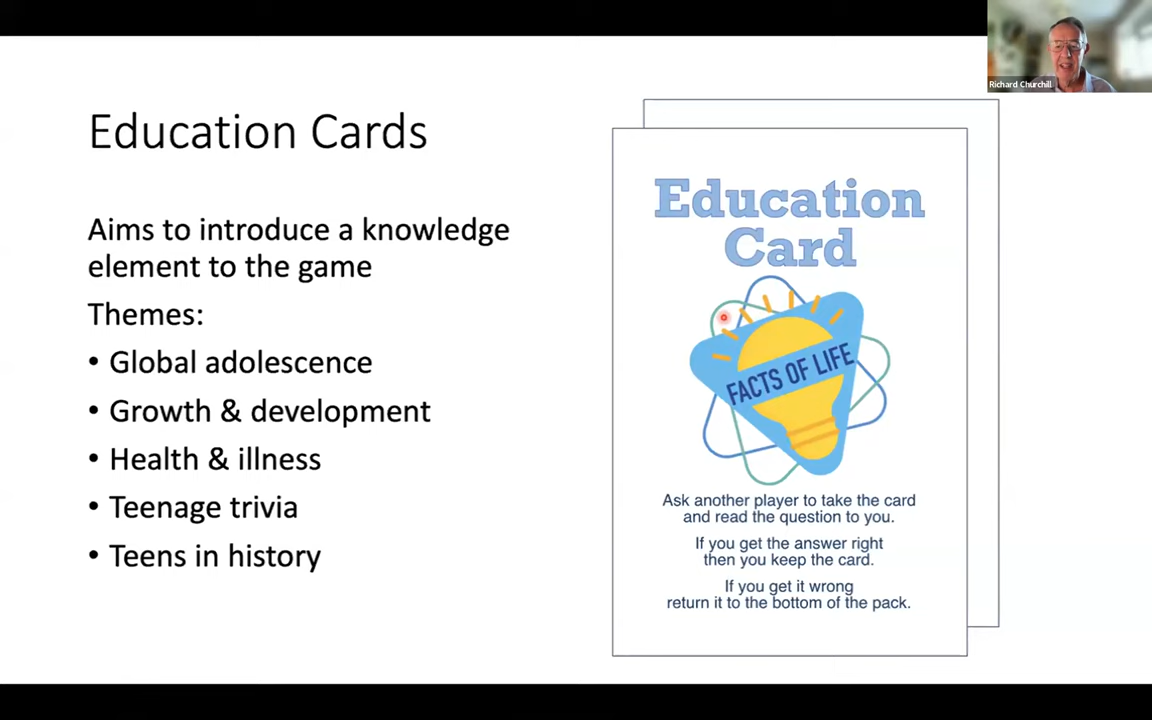 Richard Churchill
Education Cards
Aims to introduce a knowledge
element to the game
Themes:
• Global adolescence
• Growth & development
• Health & illness
• Teenage trivia
• Teens in history
Education
Card
FACTS OF LIFE
Ask another player to take the card
and read the question to you.
If you get the answer right
then you keep the card.
If you get it wrong
return it to the bottom of the pack.